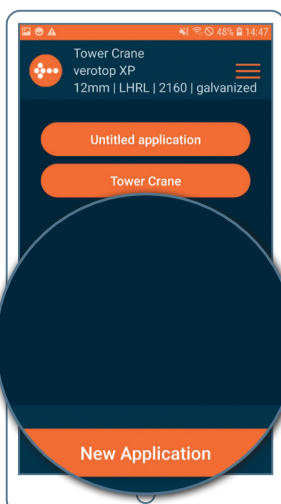 48% 14:47
Tower Crane
verotop XP
12mm | LHRL | 2160 | galvanized
Untitled application
Tower Crane
New Application